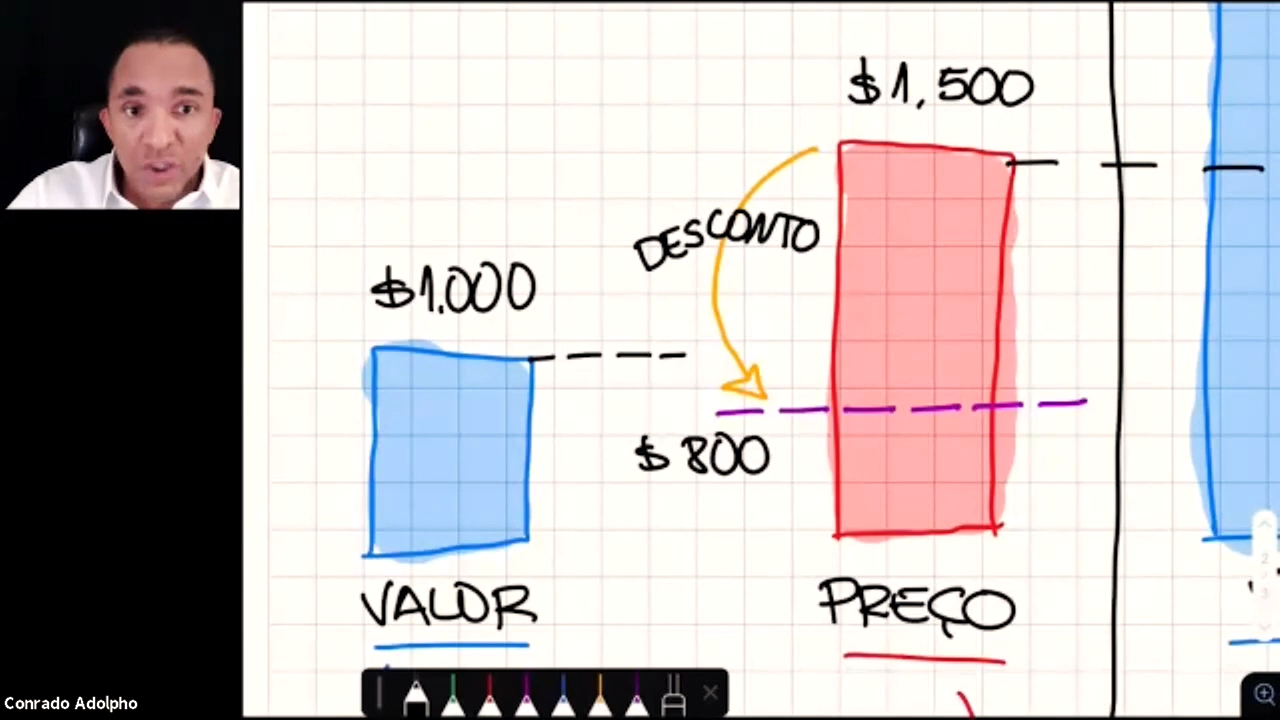 $1,500
DESCONTO
$1.000
$800
VALOR
PREÇO
Conrado Adolpho